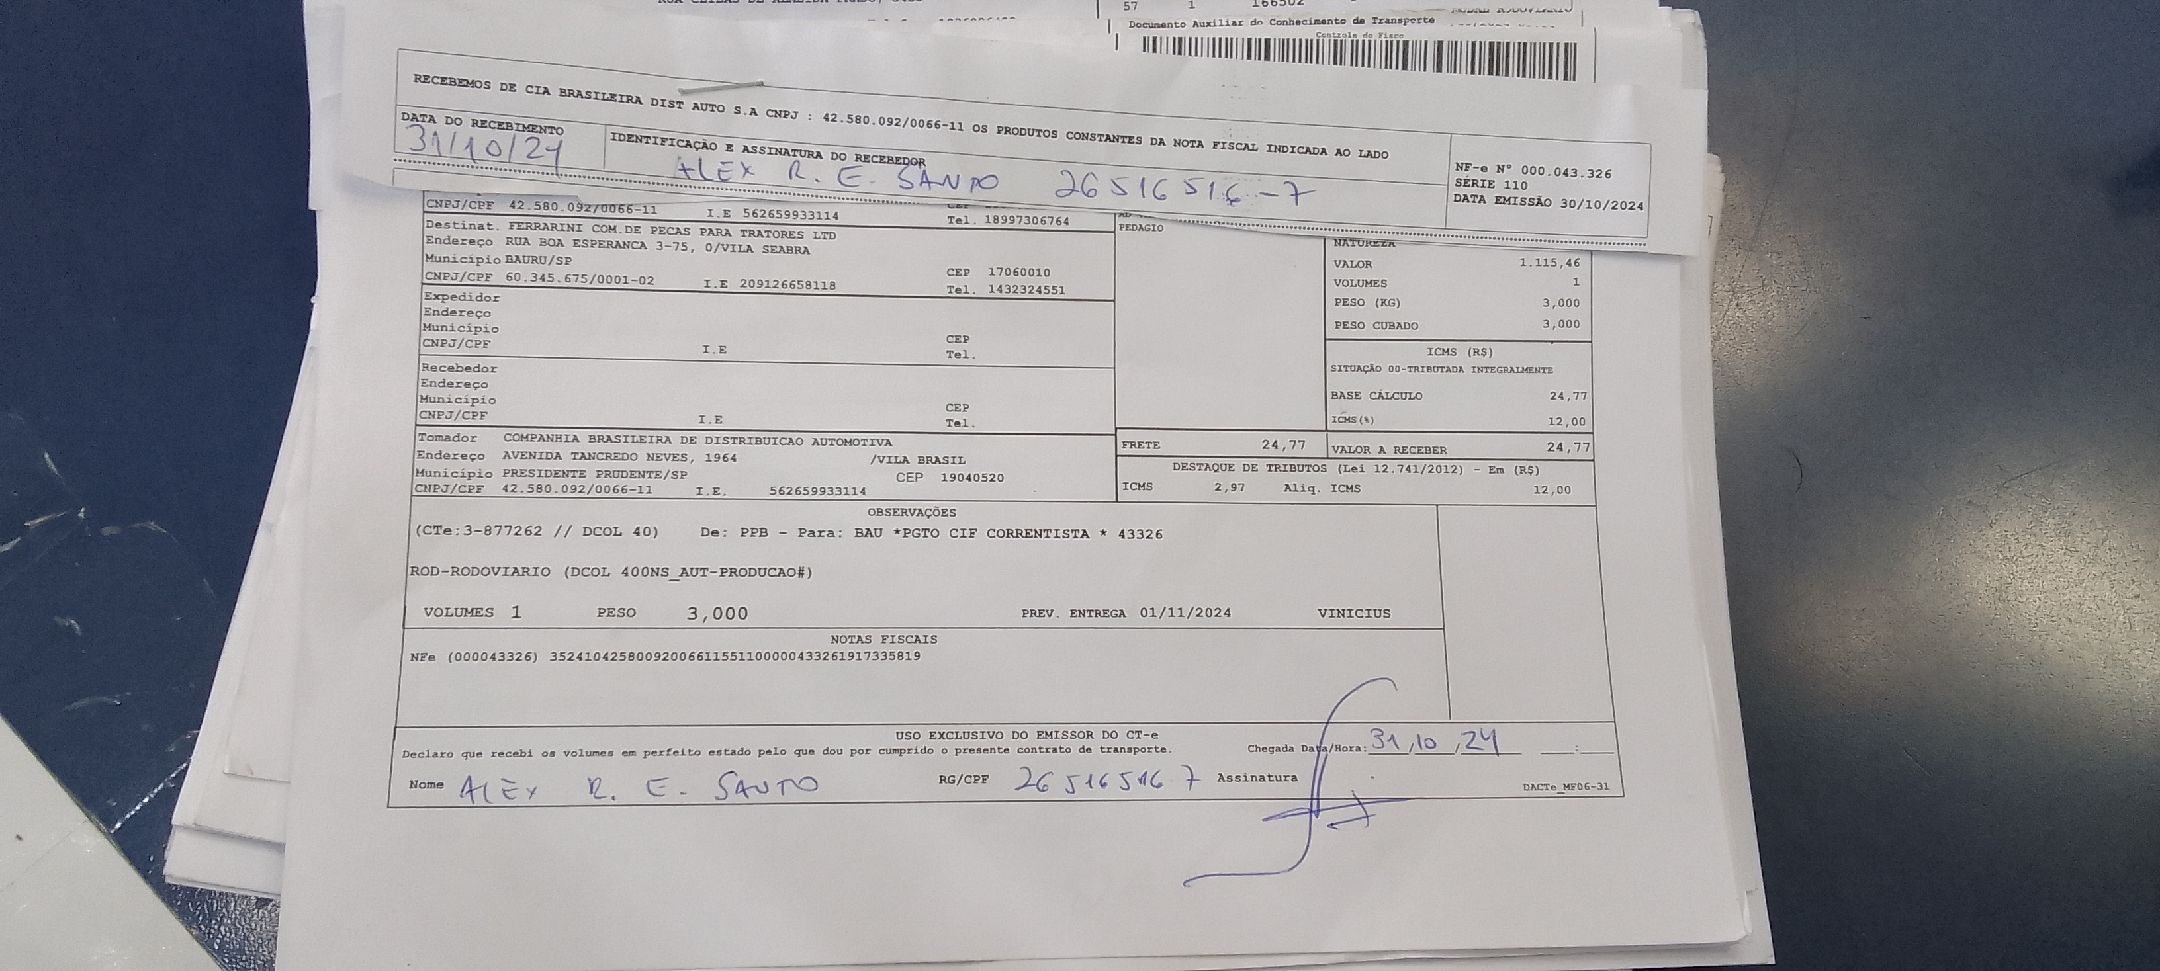 57 1 166502
Documento Auxiliar do Conhecimento de Transporte
Controle do Fisco
RECEBEMOS DE CIA BRASILEIRA DIST AUTO S.A CNPJ : 42.580.092/0066-11 OS PRODUTOS CONSTANTES DA NOTA FISCAL INDICADA AO LADO
DATA DO RECEBIMENTO
31/10/24
IDENTIFICAÇÃO E ASSINATURA DO RECEBEDOR
ALEX R. E. SANTO 26516516-7
NF-e Nº 000.043.326
SÉRIE 110
DATA EMISSÃO 30/10/2024
CNPJ/CPF 42.580.092/0066-11 I.E 562659933114 Tel. 18997306764
Destinat. FERRARINI COM.DE PECAS PARA TRATORES LTD
Endereço RUA BOA ESPERANCA 3-75, 0/VILA SEABRA
Município BAURU/SP CEP 17060010
CNPJ/CPF 60.345.675/0001-02 I.E 209126658118 Tel. 1432324551
Expedidor
Endereço
Município CEP
CNPJ/CPF I.E Tel.
Recebedor
Endereço
Município CEP
CNPJ/CPF I.E Tel.
Tomador COMPANHIA BRASILEIRA DE DISTRIBUICAO AUTOMOTIVA
Endereço AVENIDA TANCREDO NEVES, 1964 /VILA BRASIL
Município PRESIDENTE PRUDENTE/SP CEP 19040520
CNPJ/CPF 42.580.092/0066-11 I.E. 562659933114
PEDAGIO
NATUREZA
VALOR 1.115,46
VOLUMES 1
PESO (KG) 3,000
PESO CUBADO 3,000
ICMS (R$)
SITUAÇÃO 00-TRIBUTADA INTEGRALMENTE
BASE CÁLCULO 24,77
ICMS(%) 12,00
FRETE 24,77 VALOR A RECEBER 24,77
DESTAQUE DE TRIBUTOS (Lei 12.741/2012) - Em (R$)
ICMS 2,97 Aliq. ICMS 12,00
OBSERVAÇÕES
(CTe:3-877262 // DCOL 40) De: PPB - Para: BAU *PGTO CIF CORRENTISTA * 43326
ROD-RODOVIARIO (DCOL 400NS_AUT-PRODUCAO#)
VOLUMES 1 PESO 3,000 PREV. ENTREGA 01/11/2024 VINICIUS
NOTAS FISCAIS
NFe (000043326) 35241042580092006611551100000433261917335819
USO EXCLUSIVO DO EMISSOR DO CT-e
Declaro que recebi os volumes em perfeito estado pelo que dou por cumprido o presente contrato de transporte. Chegada Data/Hora: 31/10/24 __:__
Nome ALEX R. E. SANTO RG/CPF 26516516 7 Assinatura
DACTe_MF06-31